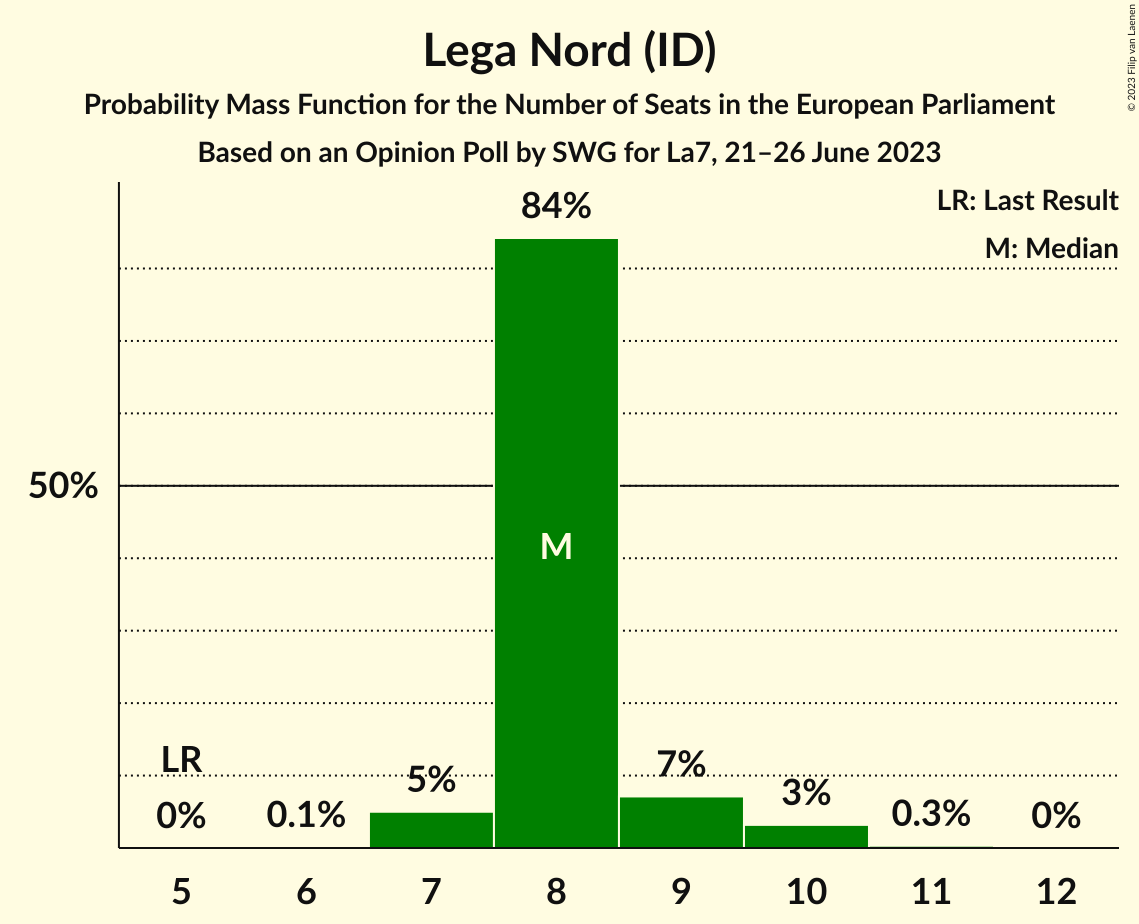 Lega Nord (ID)
Probability Mass Function for the Number of Seats in the European Parliament
Based on an Opinion Poll by SWG for La7, 21–26 June 2023
© 2023 Filip van Laenen
LR: Last Result
M: Median
84%
50%
M
LR
0%
0.1%
5%
7%
3%
0.3%
0%
5 6 7 8 9 10 11 12